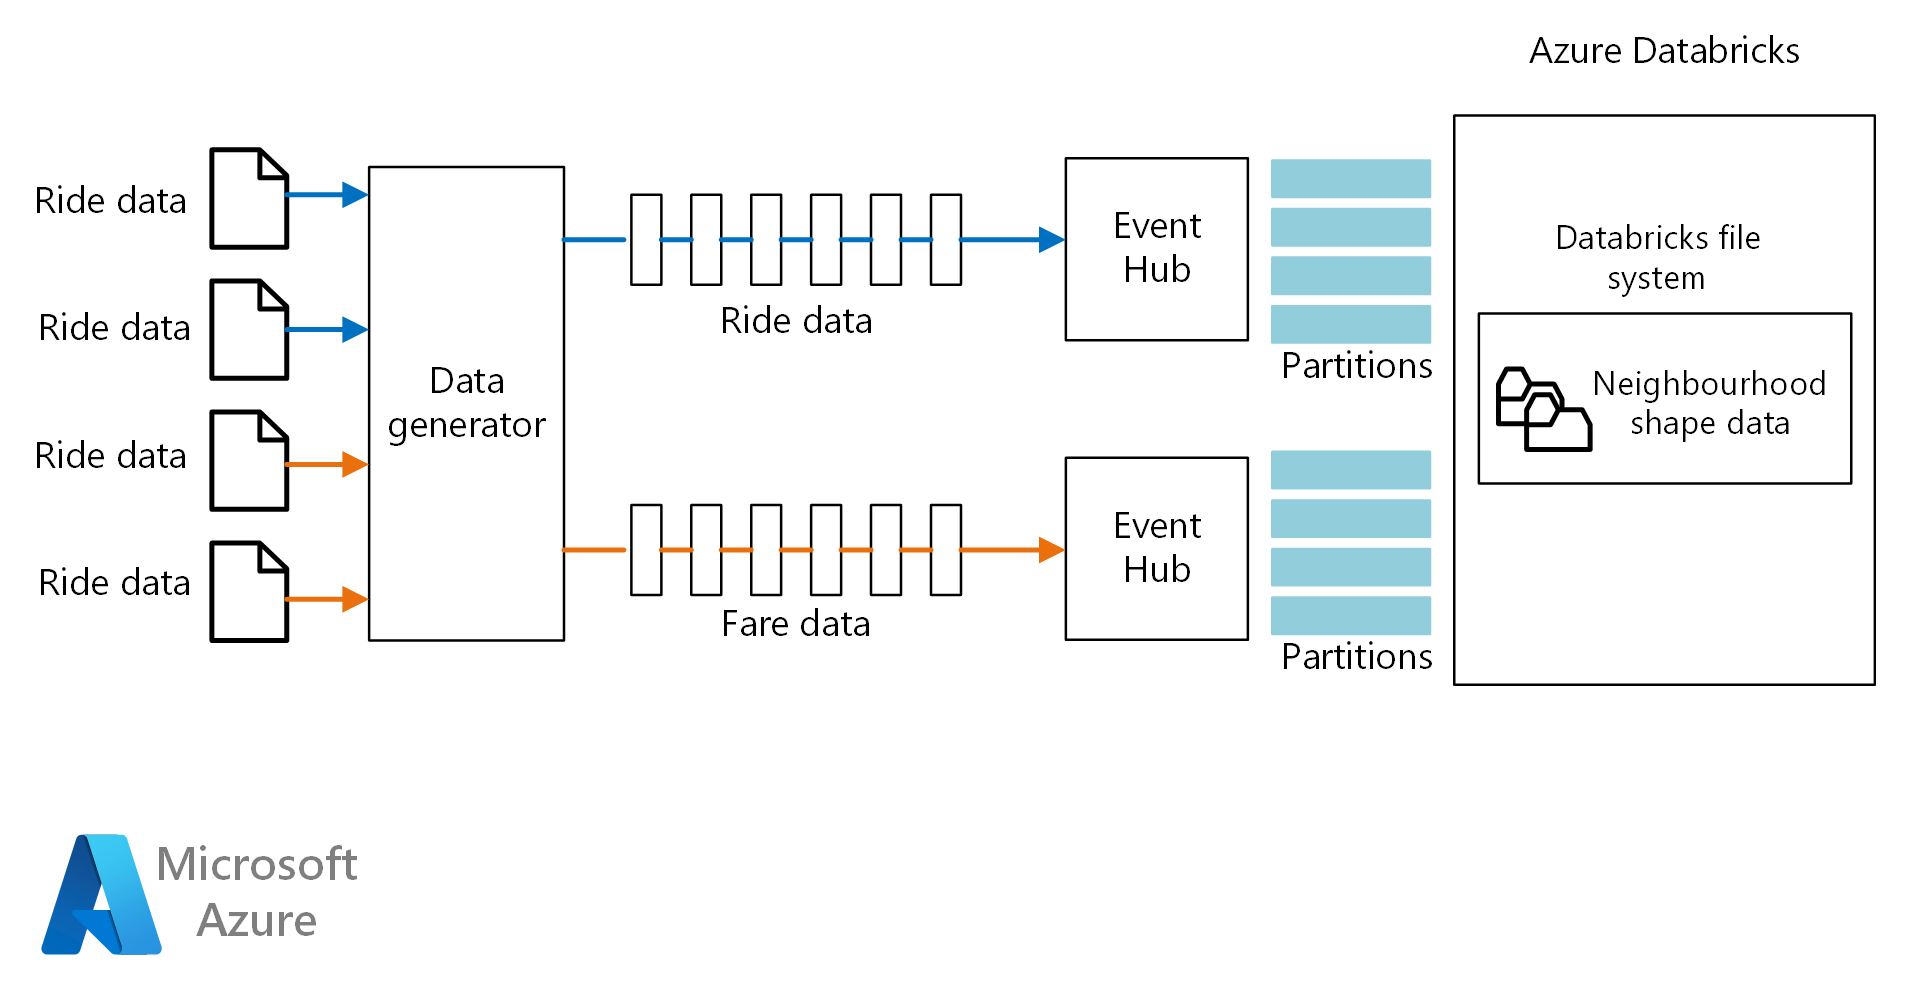 Azure Databricks
Ride data
Ride data
Ride data
Ride data
Data
generator
Ride data
Fare data
Event
Hub
Event
Hub
Partitions
Partitions
Databricks file
system
Neighbourhood
shape data
Microsoft
Azure